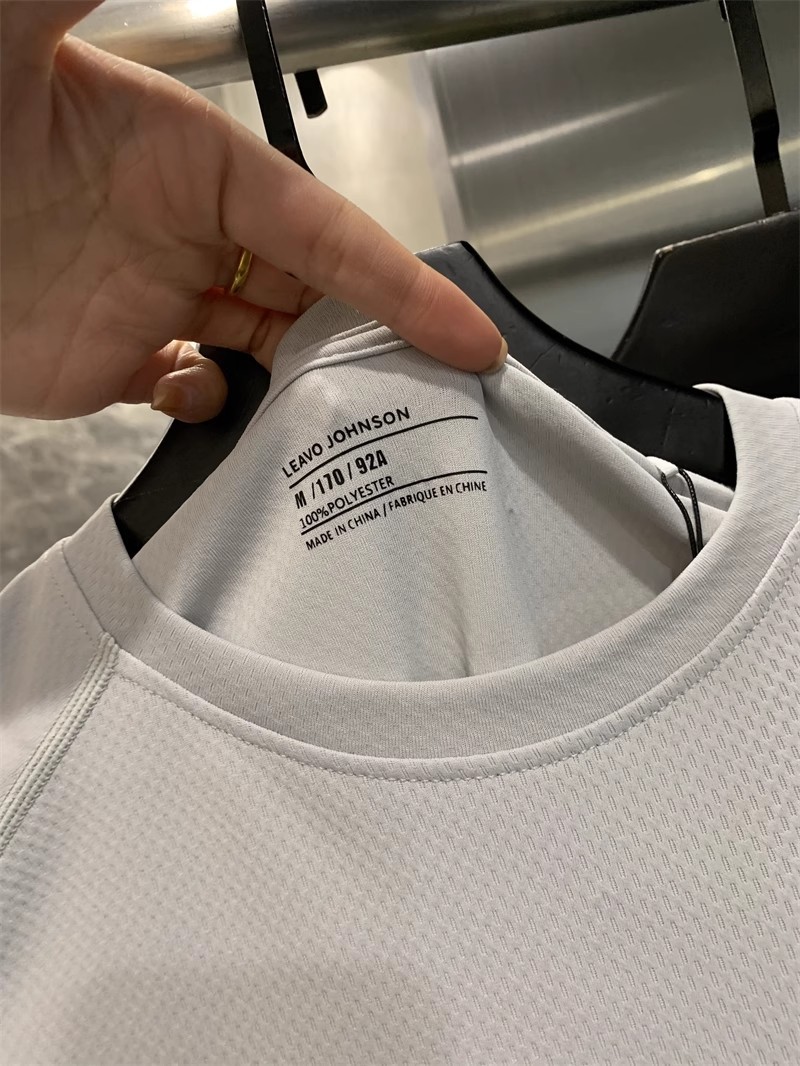 LEAVO JOHNSON
M /170 / 92A
100%POLYESTER
MADE IN CHINA / FABRIQUE EN CHINE